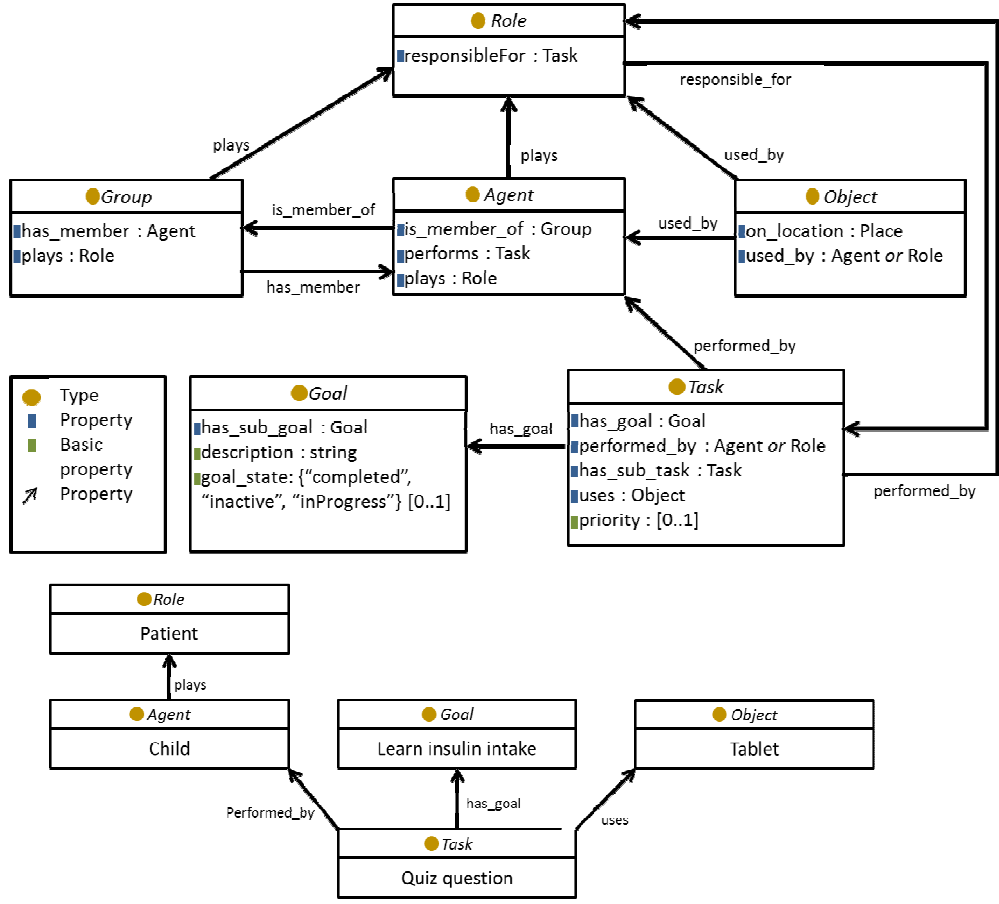 Role
responsibleFor : Task
responsible_for
plays
plays
used_by
Group
has_member : Agent
plays : Role
is_member_of
has_member
Agent
is_member_of : Group
performs : Task
plays : Role
used_by
Object
on_location : Place
used_by : Agent or Role
performed_by
Type
Property
Basic
property
Property
Goal
has_sub_goal : Goal
description : string
goal_state: {“completed”,
“inactive”, “inProgress”} [0..1]
has_goal
Task
has_goal : Goal
performed_by : Agent or Role
has_sub_task : Task
uses : Object
priority : [0..1]
performed_by
Role
Patient
plays
Agent
Child
Goal
Learn insulin intake
Object
Tablet
Performed_by
has_goal
uses
Task
Quiz question